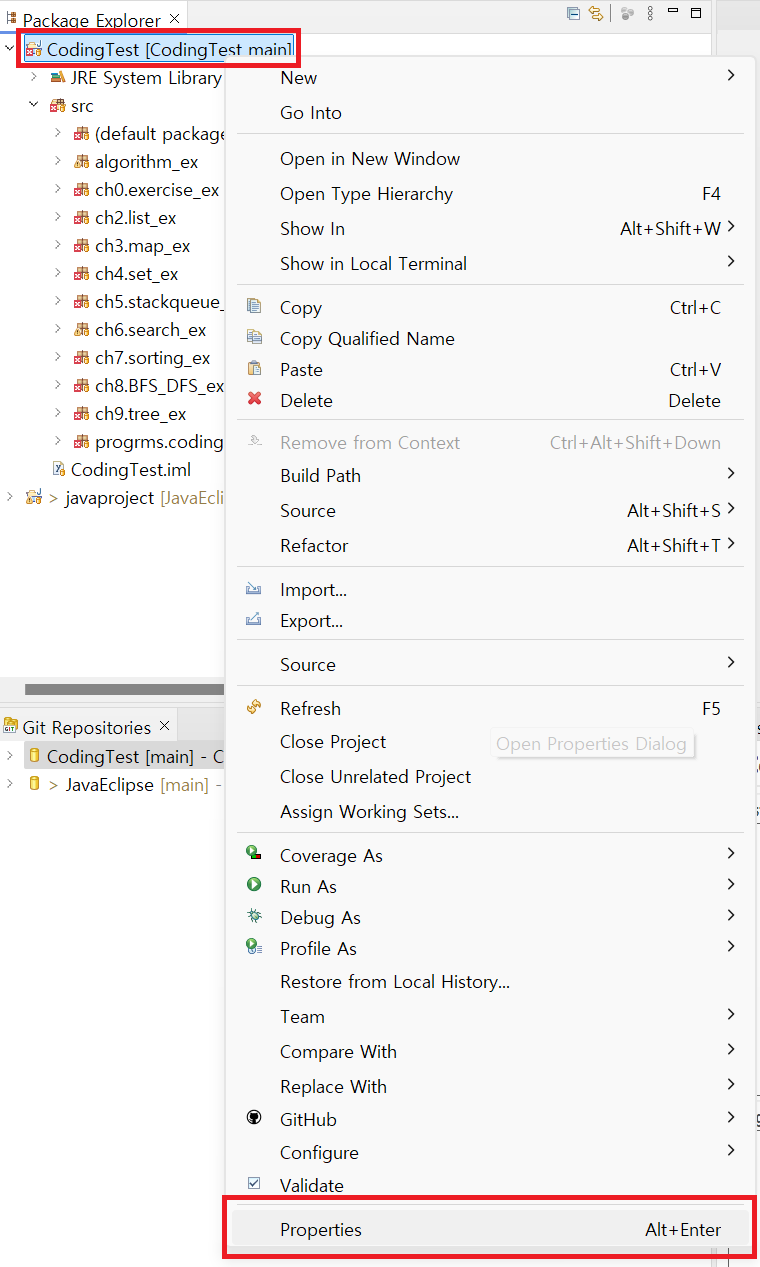 Package Explorer
CodingTest [CodingTest main]
JRE System Library
src
(default package
algorithm_ex
ch0.exercise_ex
ch2.list_ex
ch3.map_ex
ch4.set_ex
ch5.stackqueue_
ch6.search_ex
ch7.sorting_ex
ch8.BFS_DFS_ex
ch9.tree_ex
progrms.coding
CodingTest.iml
> javaproject [JavaEcli
Git Repositories
CodingTest [main] - C
> JavaEclipse [main] -
New
Go Into
Open in New Window
Open Type Hierarchy F4
Show In Alt+Shift+W
Show in Local Terminal
Copy Ctrl+C
Copy Qualified Name
Paste Ctrl+V
Delete Delete
Remove from Context Ctrl+Alt+Shift+Down
Build Path
Source Alt+Shift+S
Refactor Alt+Shift+T
Import...
Export...
Source
Refresh F5
Close Project
Open Properties Dialog
Close Unrelated Project
Assign Working Sets...
Coverage As
Run As
Debug As
Profile As
Restore from Local History...
Team
Compare With
Replace With
GitHub
Configure
Validate
Properties Alt+Enter